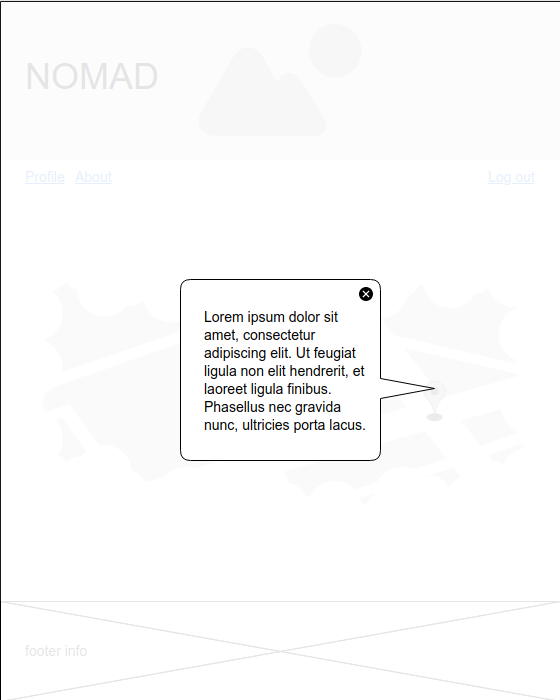 NOMAD
Profile About Log out
Lorem ipsum dolor sit
amet, consectetur
adipiscing elit. Ut feugiat
ligula non elit hendrerit, et
laoreet ligula finibus.
Phasellus nec gravida
nunc, ultricies porta lacus.
footer info